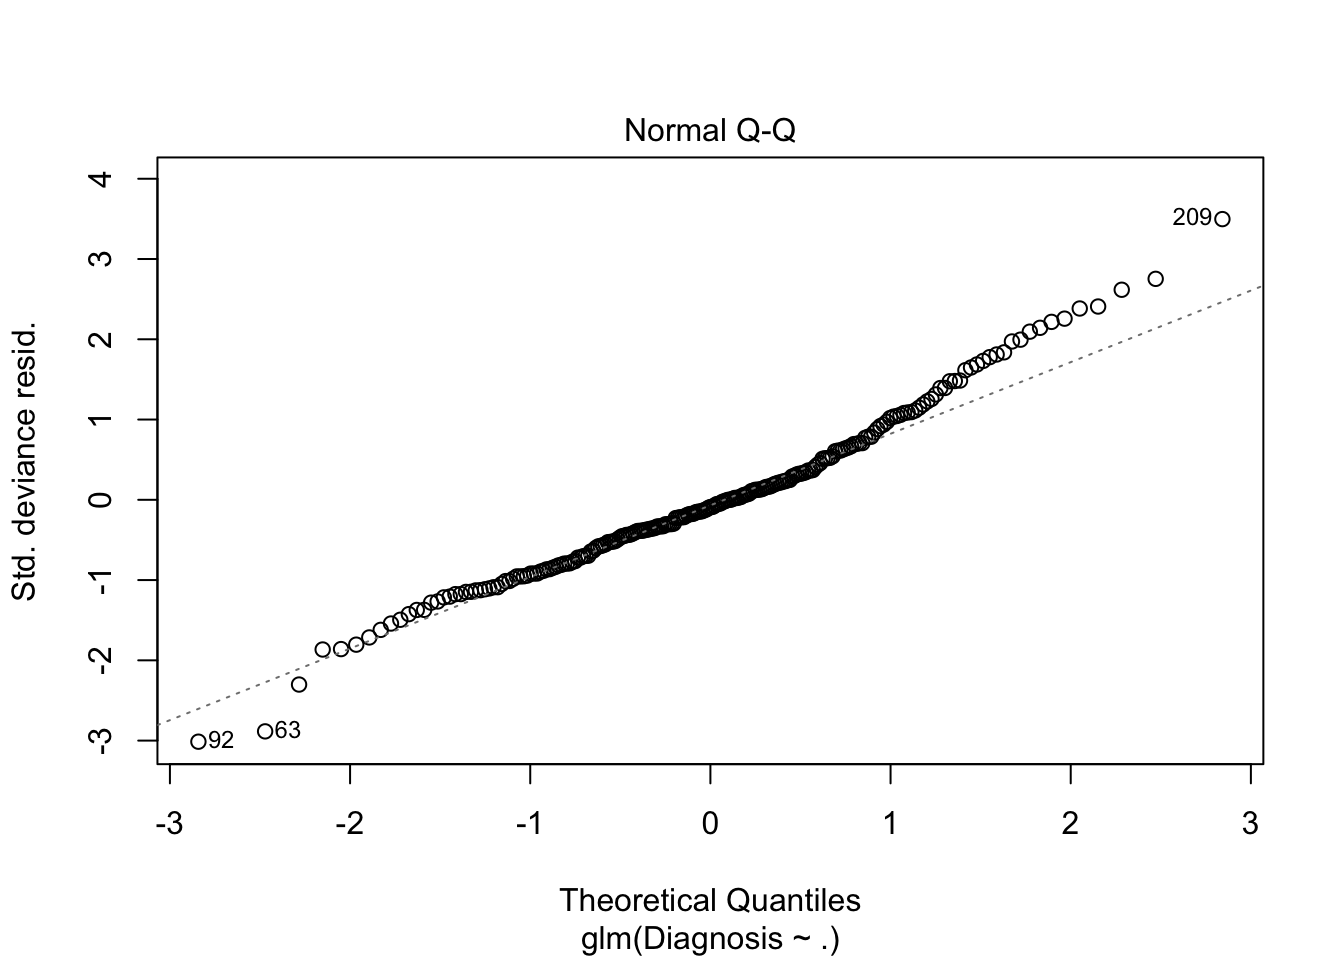 Normal Q-Q
4
3
2
1
0
-1
-2
-3
Std. deviance resid.
209
92
63
-3 -2 -1 0 1 2 3
Theoretical Quantiles
glm(Diagnosis ~ .)